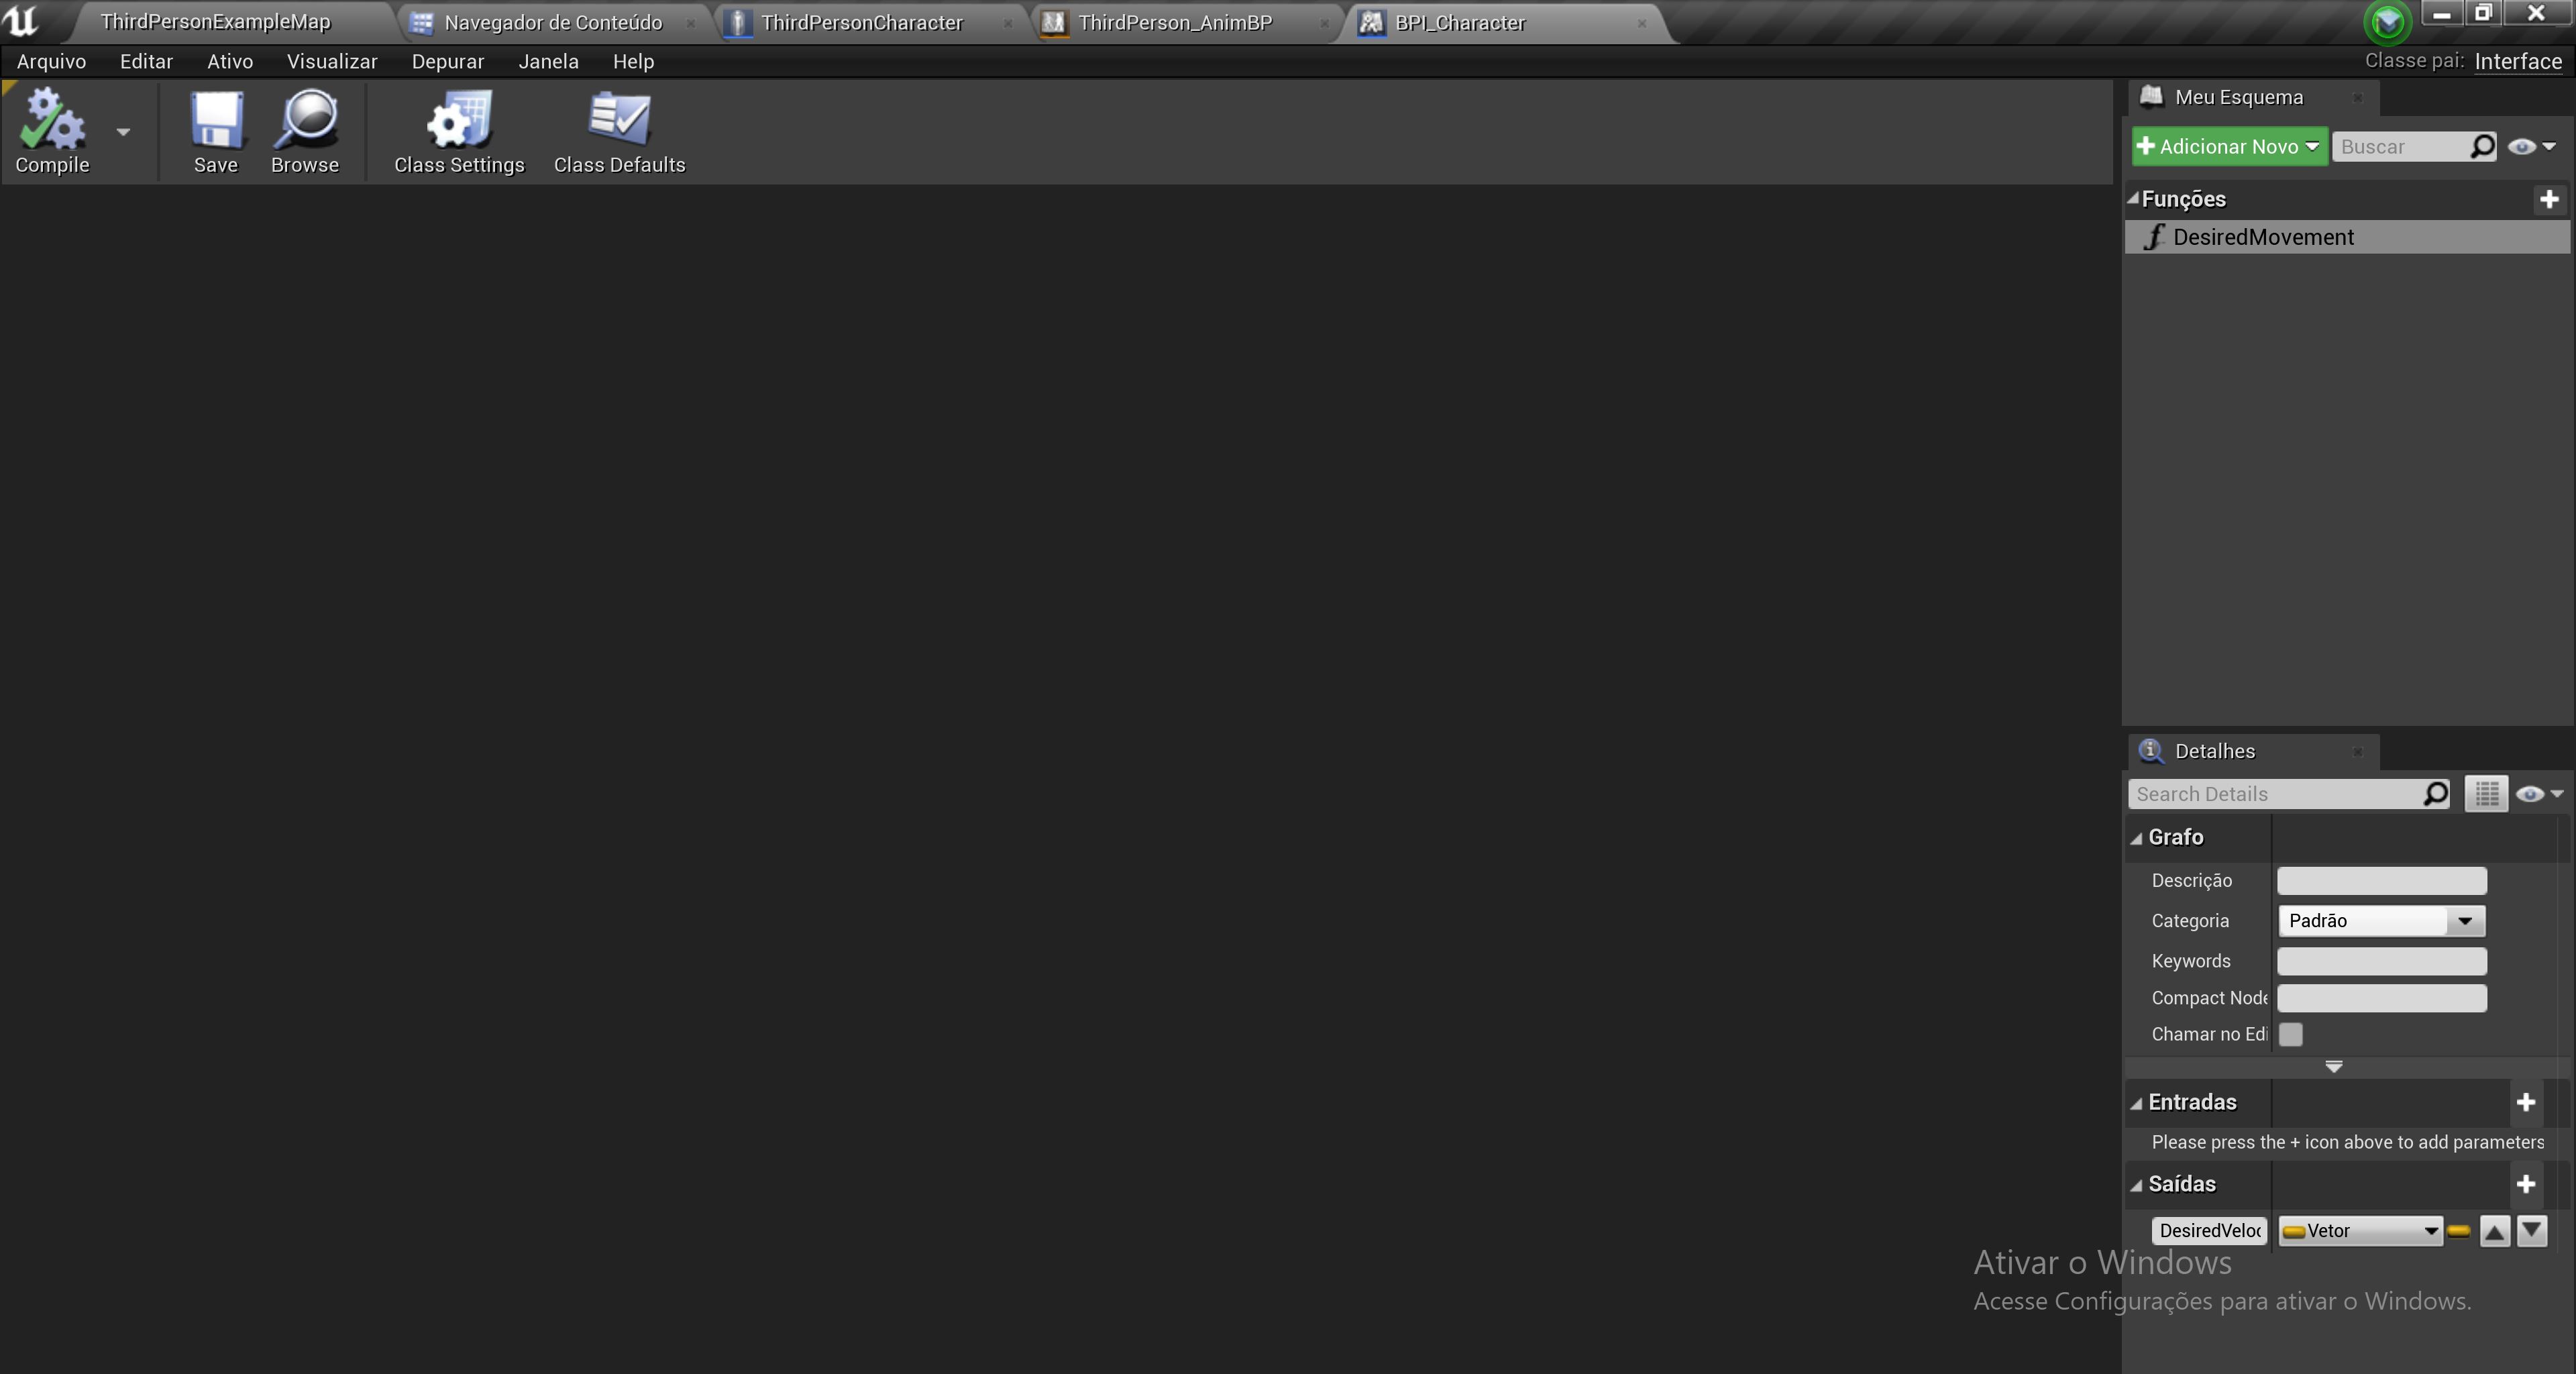 ThirdPersonExampleMap
Navegador de Conteúdo
ThirdPersonCharacter
ThirdPerson_AnimBP
BPI_Character
Arquivo Editar Ativo Visualizar Depurar Janela Help
Classe pai: Interface
Compile
Save
Browse
Class Settings
Class Defaults
Meu Esquema
Adicionar Novo
Buscar
Funções
DesiredMovement
Detalhes
Search Details
Grafo
Descrição
Categoria Padrão
Keywords
Compact Node
Chamar no Edi
Entradas
Please press the + icon above to add parameters
Saídas
DesiredVeloc Vetor
Ativar o Windows
Acesse Configurações para ativar o Windows.